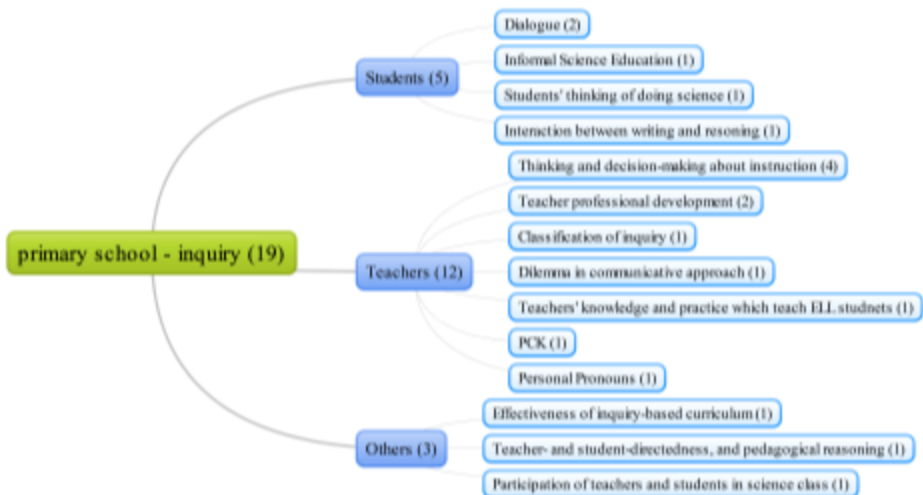 Dialogue (2)
Informal Science Education (1)
Students (5)
Students' thinking of doing science (1)
Interaction between writing and resoning (1)
Thinking and decision-making about instruction (4)
Teacher professional development (2)
Classification of inquiry (1)
primary school - inquiry (19)
Teachers (12)
Dilemma in communicative approach (1)
Teachers' knowledge and practice which teach ELL studnets (1)
PCK (1)
Personal Pronouns (1)
Effectiveness of inquiry-based curriculum (1)
Others (3)
Teacher- and student-directedness, and pedagogical reasoning (1)
Participation of teachers and students in science class (1)